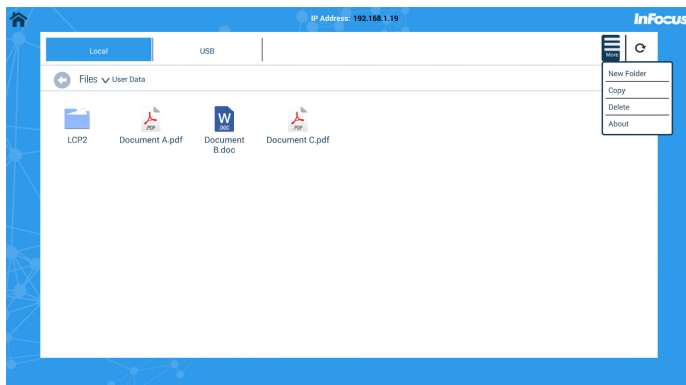 IP Address: 192.168.1.19
InFocus
Local
USB
More
Files
User Data
New Folder
Copy
Delete
About
.PDF
W
.DOC
.PDF
LCP2
Document A.pdf
Document
B.doc
Document C.pdf